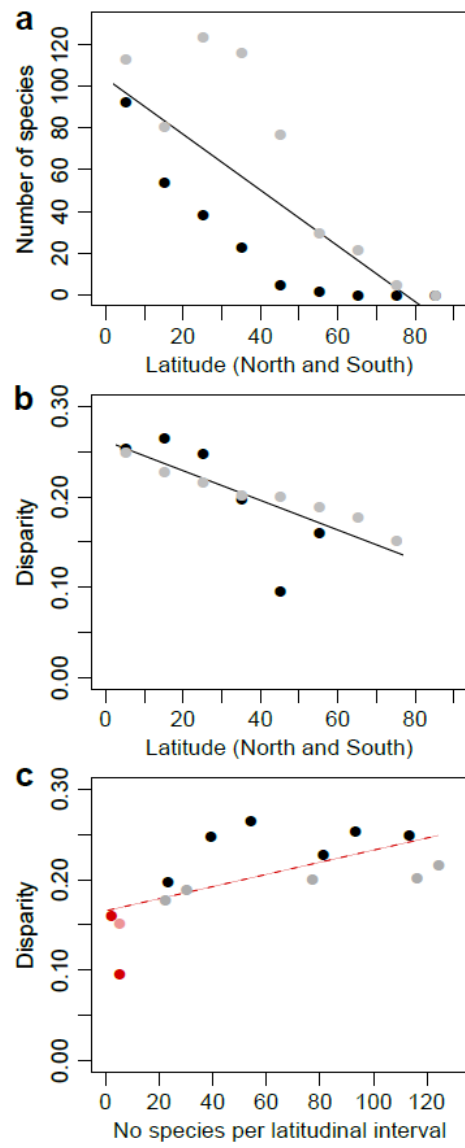 a
Number of species
0 20 40 60 80 100 120
0 20 40 60 80
Latitude (North and South)
b
Disparity
0.00 0.10 0.20 0.30
0 20 40 60 80
Latitude (North and South)
c
Disparity
0.00 0.10 0.20 0.30
0 20 40 60 80 100 120
No species per latitudinal interval